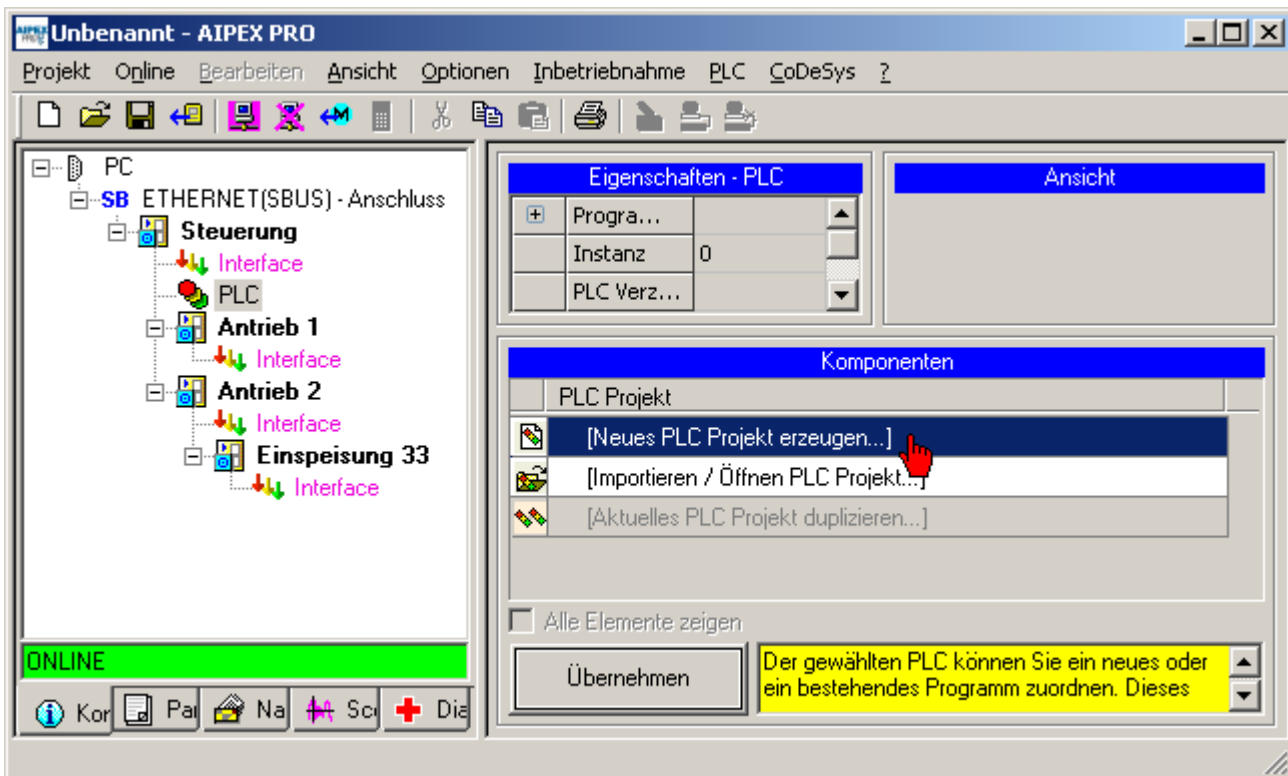 Unbenannt - AIPEX PRO
Projekt Online Bearbeiten Ansicht Optionen Inbetriebnahme PLC CoDeSys ?
PC
SB ETHERNET(SBUS) - Anschluss
Steuerung
Interface
PLC
Antrieb 1
Interface
Antrieb 2
Interface
Einspeisung 33
Interface
ONLINE
Kor Par Na Sco Dia
Eigenschaften - PLC
Progra...
Instanz 0
PLC Verz...
Ansicht
Komponenten
PLC Projekt
[Neues PLC Projekt erzeugen...]
[Importieren / Öffnen PLC Projekt...]
[Aktuelles PLC Projekt duplizieren...]
Alle Elemente zeigen
Übernehmen
Der gewählten PLC können Sie ein neues oder
ein bestehendes Programm zuordnen. Dieses